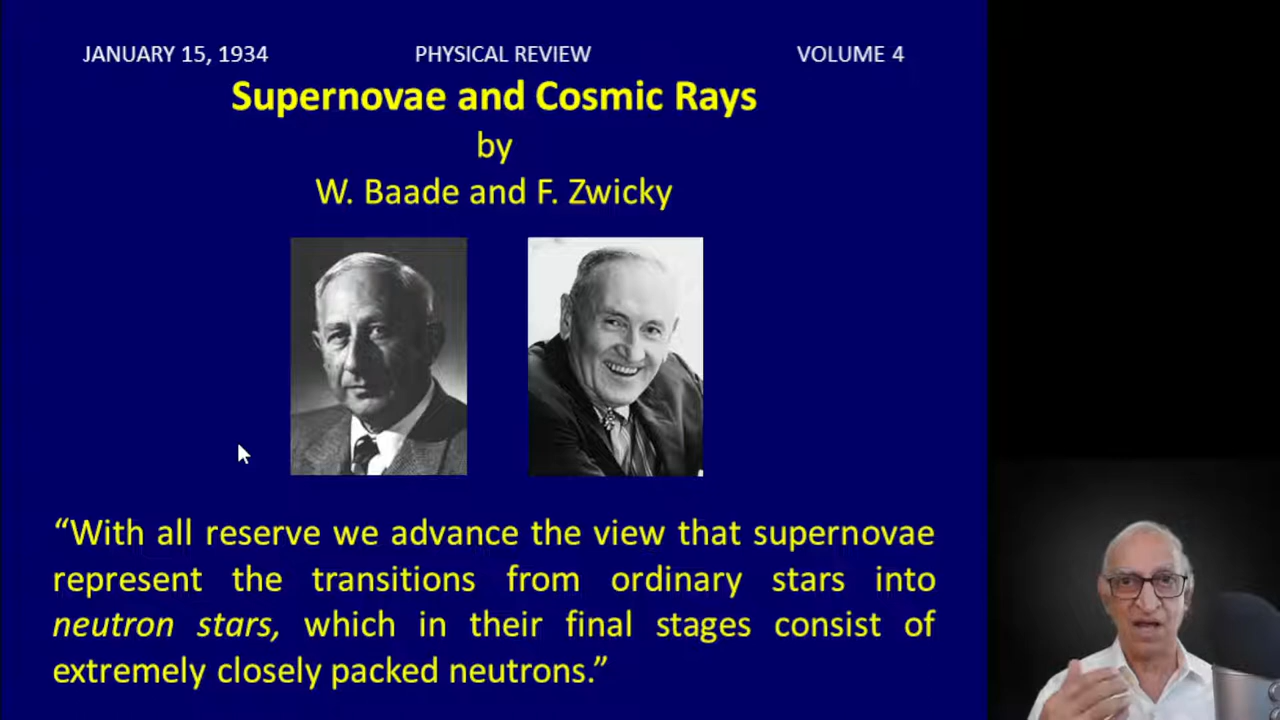 JANUARY 15, 1934 PHYSICAL REVIEW VOLUME 4
Supernovae and Cosmic Rays
by
W. Baade and F. Zwicky
“With all reserve we advance the view that supernovae
represent the transitions from ordinary stars into
neutron stars, which in their final stages consist of
extremely closely packed neutrons.”